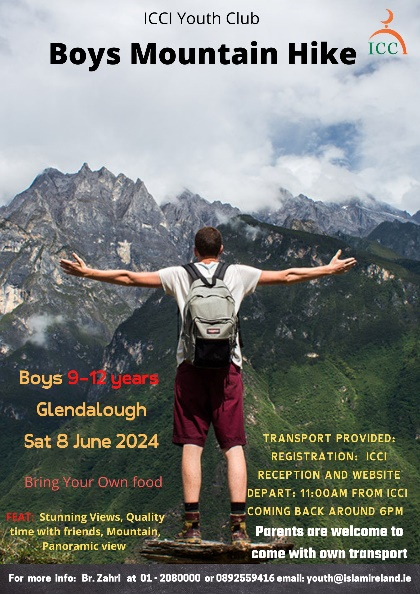 ICCI Youth Club
Boys Mountain Hike
ICC
Boys 9-12 years
Glendalough
Sat 8 June 2024
Bring Your Own food
FEAT: Stunning Views, Quality
time with friends, Mountain,
Panoramic view
TRANSPORT PROVIDED:
REGISTRATION: ICCI
RECEPTION AND WEBSITE
DEPART: 11:00AM FROM ICCI
COMING BACK AROUND 6PM
Parents are welcome to
come with own transport
For more info: Br. Zahri at 01 - 2080000 or 0892559416 email: youth@islamireland.ie